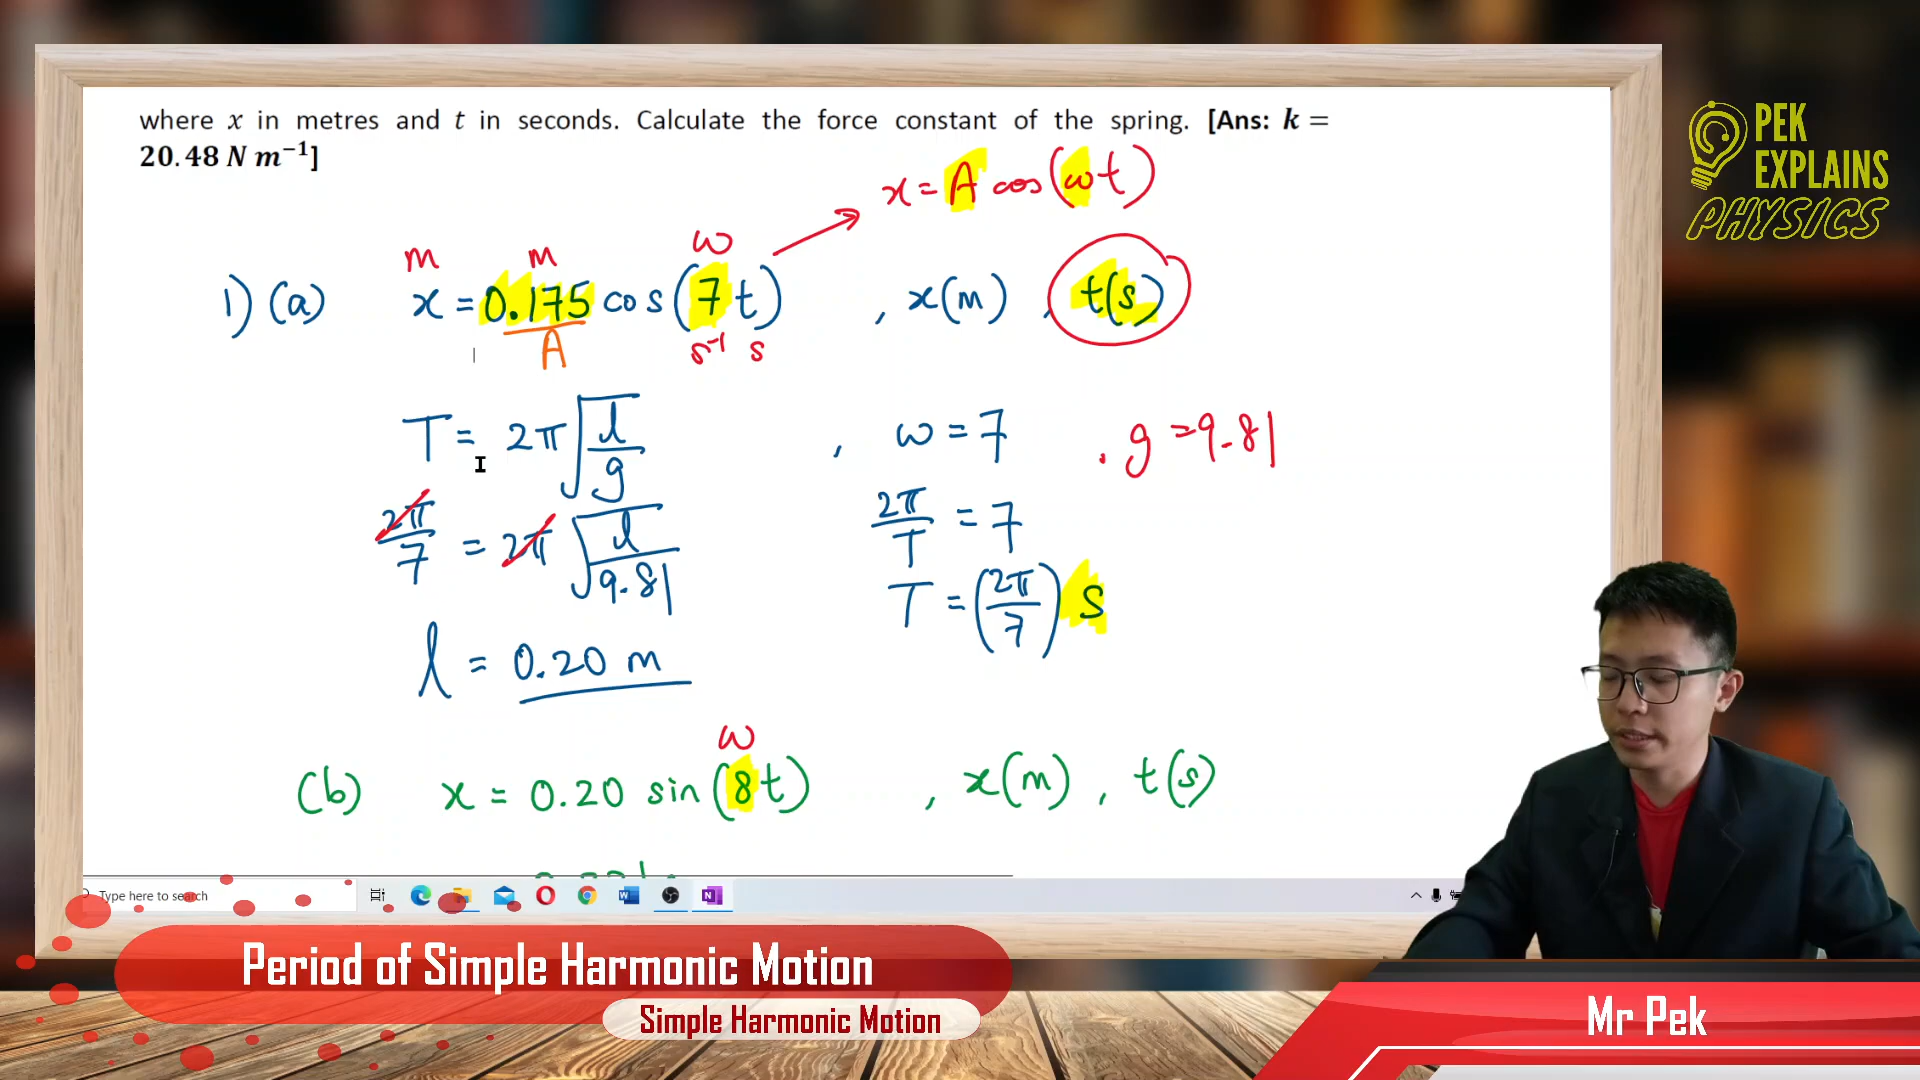 where x in metres and t in seconds. Calculate the force constant of the spring. [Ans: k =
20.48 N m⁻¹]
PEK
EXPLAINS
PHYSICS
x = A cos(ωt)
m m ω
1) (a) x = 0.175 cos(7t) , x(m) , t(s)
A s⁻¹ s
T = 2π√(l/g) , ω = 7 , g = 9.81
2π/7 = 2π√(l/9.81) 2π/T = 7
T = (2π/7) s
l = 0.20 m
ω
(b) x = 0.20 sin(8t) , x(m) , t(s)
Type here to search
Period of Simple Harmonic Motion
Simple Harmonic Motion
Mr Pek